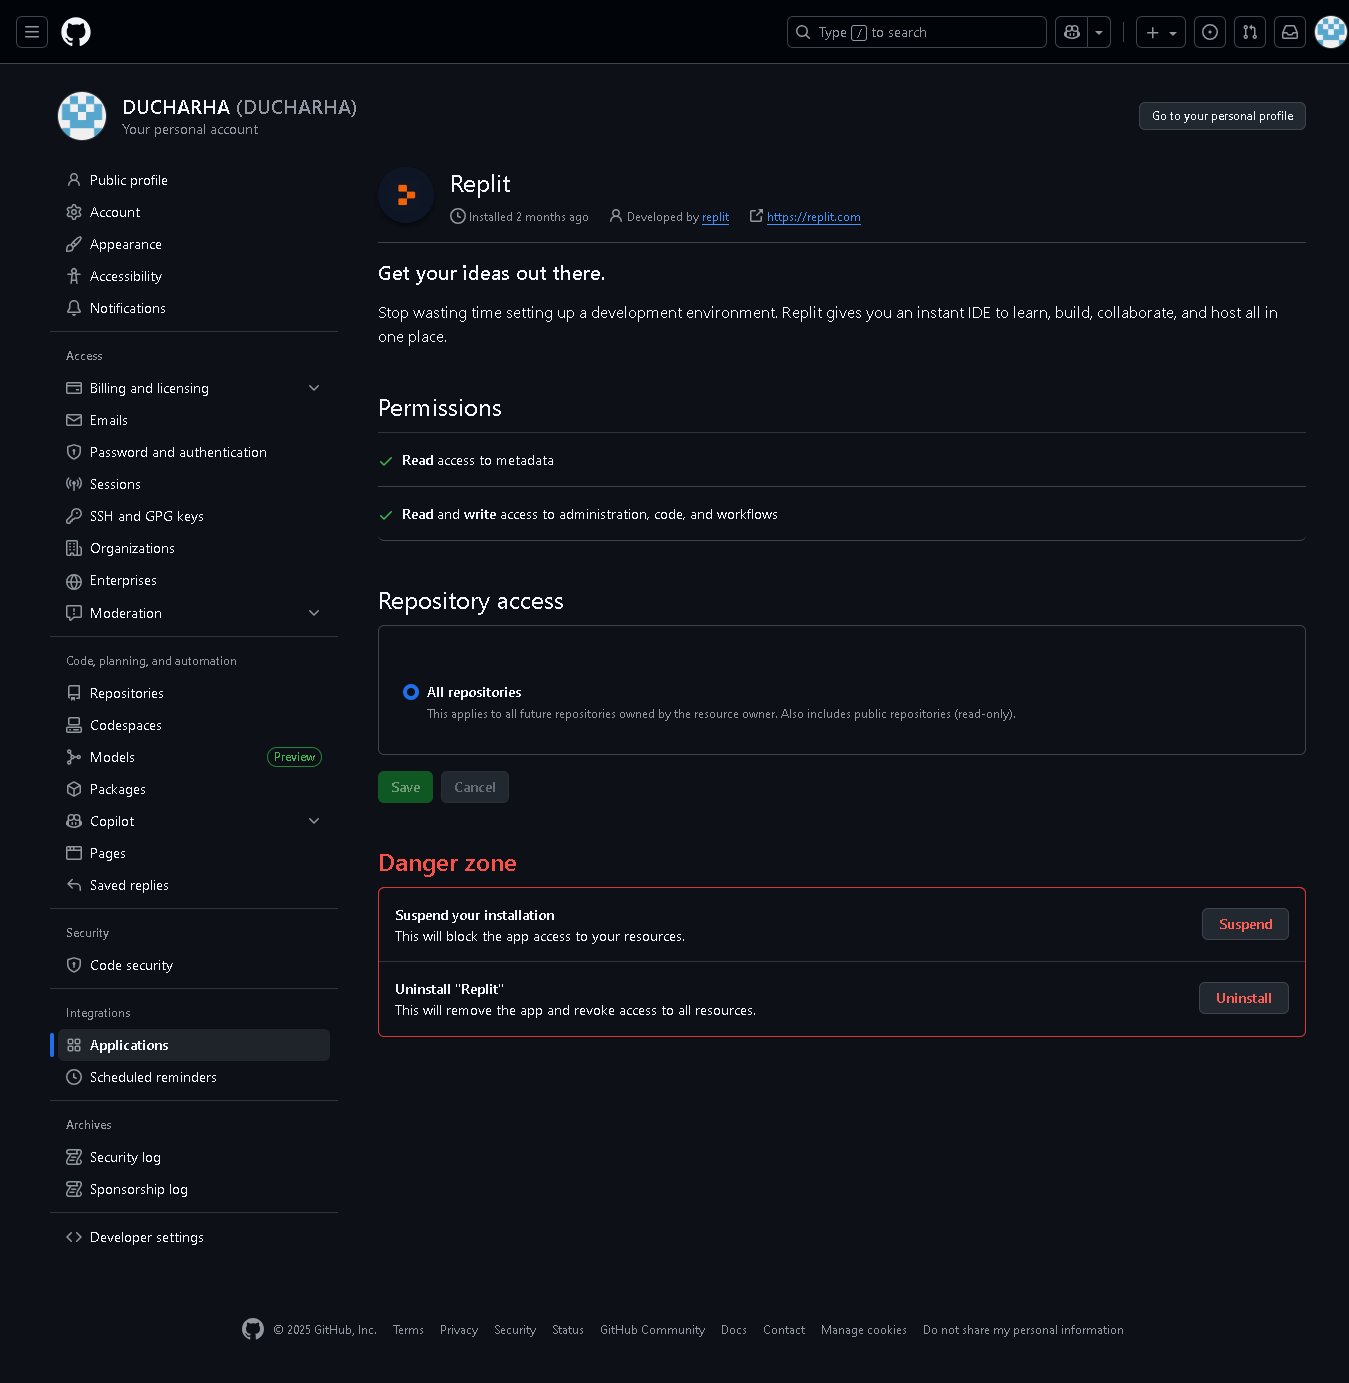 Type / to search
DUCHARHA (DUCHARHA)
Your personal account
Go to your personal profile
Public profile
Account
Appearance
Accessibility
Notifications
Access
Billing and licensing
Emails
Password and authentication
Sessions
SSH and GPG keys
Organizations
Enterprises
Moderation
Code, planning, and automation
Repositories
Codespaces
Models Preview
Packages
Copilot
Pages
Saved replies
Security
Code security
Integrations
Applications
Scheduled reminders
Archives
Security log
Sponsorship log
Developer settings
Replit
Installed 2 months ago Developed by replit https://replit.com
Get your ideas out there.
Stop wasting time setting up a development environment. Replit gives you an instant IDE to learn, build, collaborate, and host all in
one place.
Permissions
Read access to metadata
Read and write access to administration, code, and workflows
Repository access
All repositories
This applies to all future repositories owned by the resource owner. Also includes public repositories (read-only).
Save Cancel
Danger zone
Suspend your installation
This will block the app access to your resources.
Suspend
Uninstall "Replit"
This will remove the app and revoke access to all resources.
Uninstall
© 2025 GitHub, Inc. Terms Privacy Security Status GitHub Community Docs Contact Manage cookies Do not share my personal information